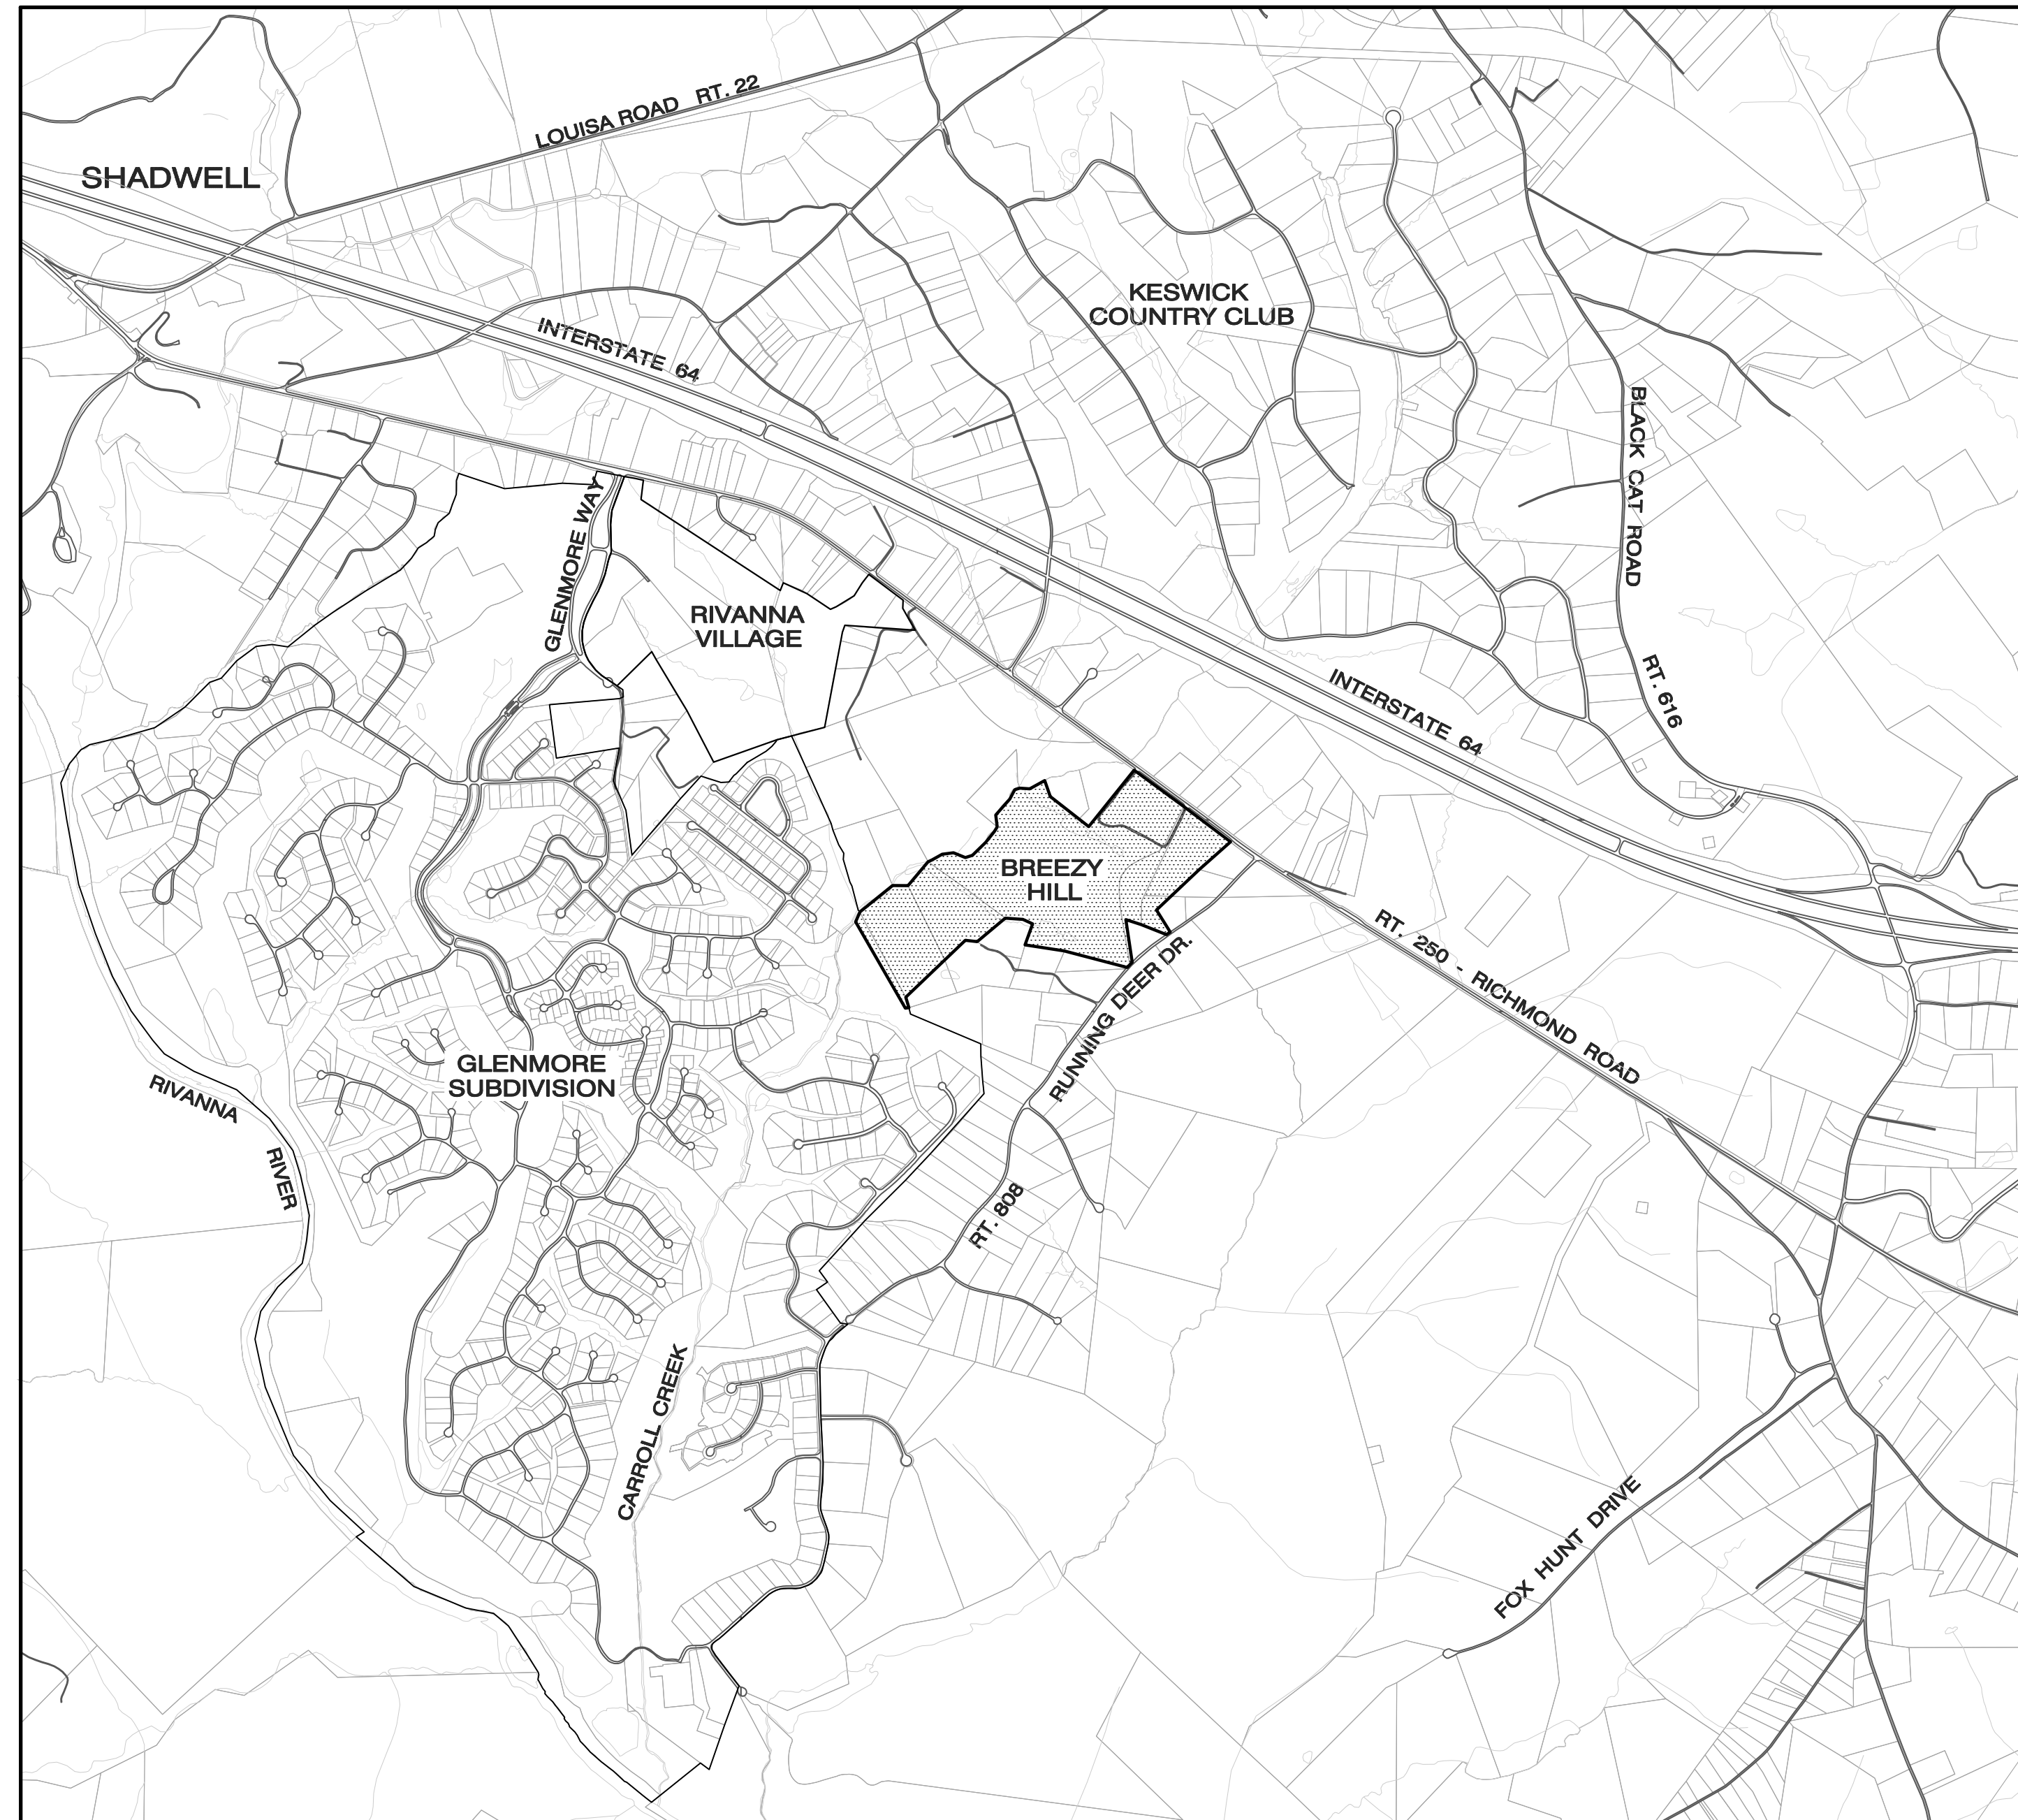 LOUISA ROAD RT. 22
SHADWELL
KESWICK
COUNTRY CLUB
INTERSTATE 64
BLACK CAT ROAD
GLENMORE WAY
RIVANNA
VILLAGE
RT. 616
INTERSTATE 64
BREEZY
HILL
RT. 250 - RICHMOND ROAD
RUNNING DEER DR.
GLENMORE
SUBDIVISION
RIVANNA
RIVER
RT. 808
CARROLL CREEK
FOX HUNT DRIVE